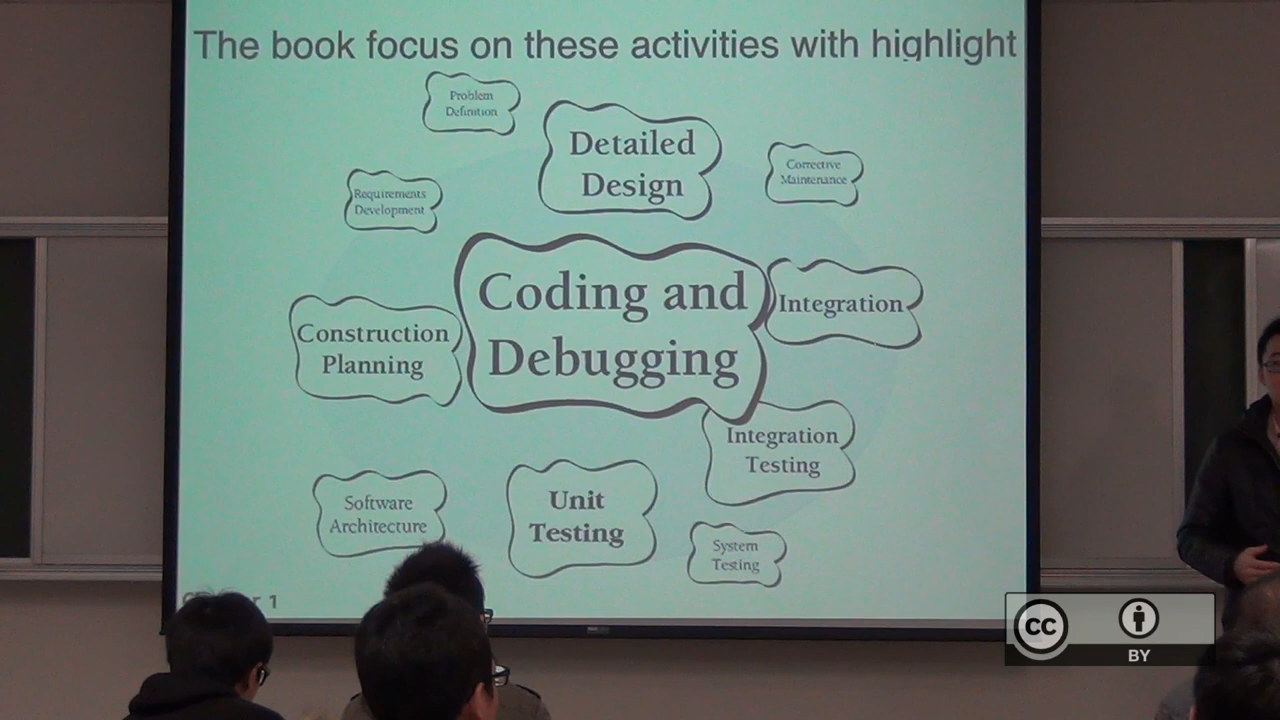 The book focus on these activities with highlight
Problem
Definition
Detailed
Design
Corrective
Maintenance
Requirements
Development
Coding and
Debugging
Integration
Construction
Planning
Integration
Testing
Software
Architecture
Unit
Testing
System
Testing
1
CC
BY